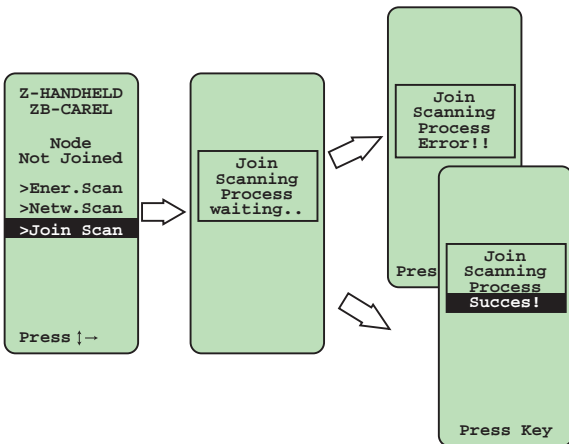 Z-HANDHELD
ZB-CAREL
Node
Not Joined
>Ener.Scan
>Netw.Scan
>Join Scan
Press ↕→
Join
Scanning
Process
waiting..
Join
Scanning
Process
Error!!
Pres
Join
Scanning
Process
Succes!
Press Key